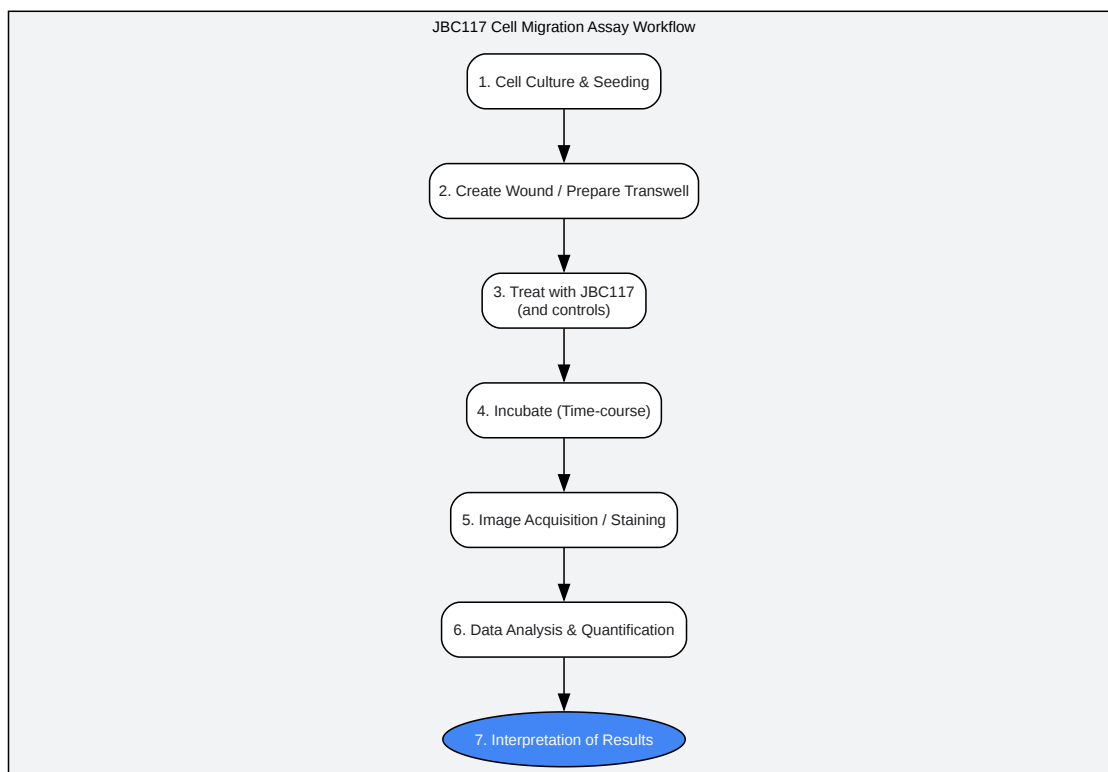 JBC117 Cell Migration Assay Workflow
1. Cell Culture & Seeding
2. Create Wound / Prepare Transwell
3. Treat with JBC117
(and controls)
4. Incubate (Time-course)
5. Image Acquisition / Staining
6. Data Analysis & Quantification
7. Interpretation of Results